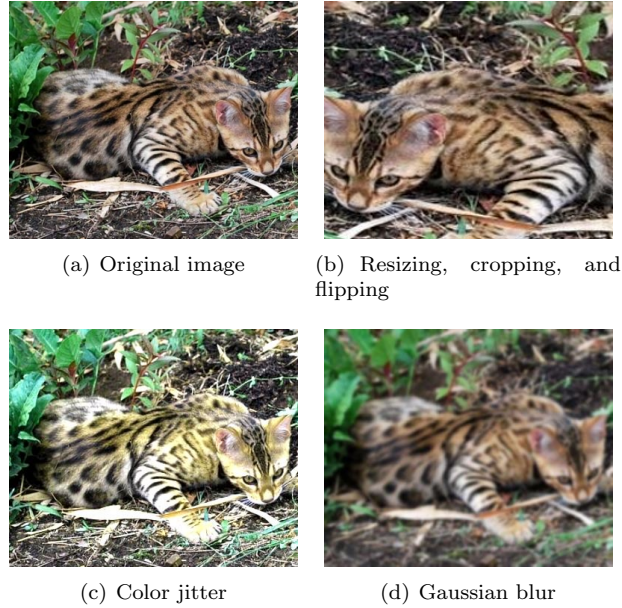 (a) Original image
(b) Resizing, cropping, and
flipping
(c) Color jitter
(d) Gaussian blur